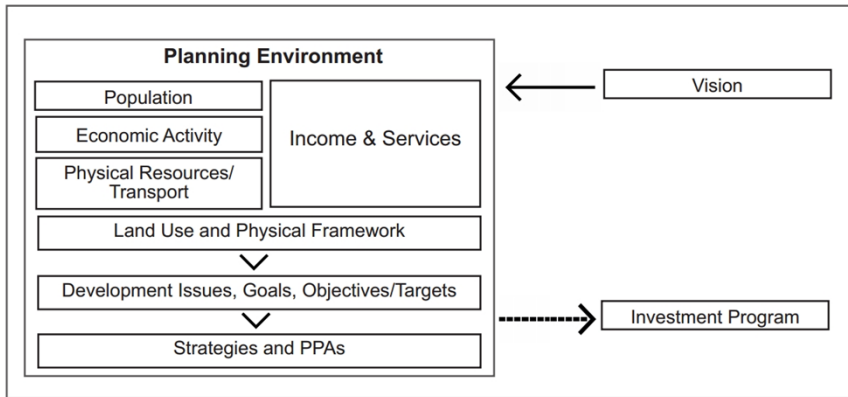 Planning Environment
Population
Economic Activity
Physical Resources/
Transport
Income & Services
Land Use and Physical Framework
Development Issues, Goals, Objectives/Targets
Strategies and PPAs
Vision
Investment Program